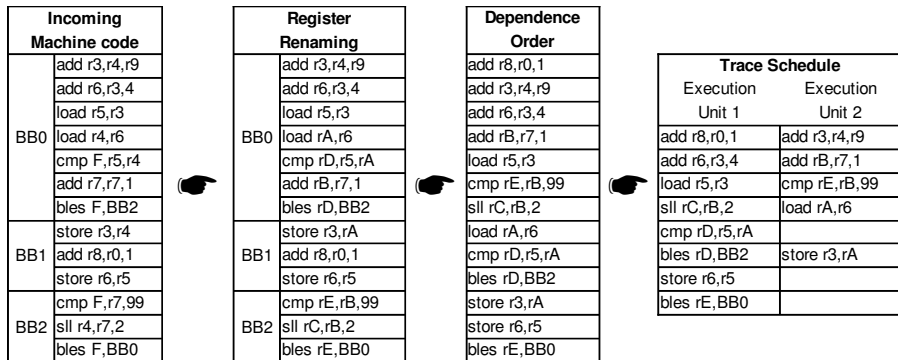 Incoming
Machine code
BB0
add r3,r4,r9
add r6,r3,4
load r5,r3
load r4,r6
cmp F,r5,r4
add r7,r7,1
bles F,BB2
BB1
store r3,r4
add r8,r0,1
store r6,r5
BB2
cmp F,r7,99
sll r4,r7,2
bles F,BB0
Register
Renaming
BB0
add r3,r4,r9
add r6,r3,4
load r5,r3
load rA,r6
cmp rD,r5,rA
add rB,r7,1
bles rD,BB2
BB1
store r3,rA
add r8,r0,1
store r6,r5
BB2
cmp rE,rB,99
sll rC,rB,2
bles rE,BB0
Dependence
Order
add r8,r0,1
add r3,r4,r9
add r6,r3,4
add rB,r7,1
load r5,r3
cmp rE,rB,99
sll rC,rB,2
load rA,r6
cmp rD,r5,rA
bles rD,BB2
store r3,rA
store r6,r5
bles rE,BB0
Trace Schedule
Execution Execution
Unit 1 Unit 2
add r8,r0,1 add r3,r4,r9
add r6,r3,4 add rB,r7,1
load r5,r3 cmp rE,rB,99
sll rC,rB,2 load rA,r6
cmp rD,r5,rA
bles rD,BB2 store r3,rA
store r6,r5
bles rE,BB0